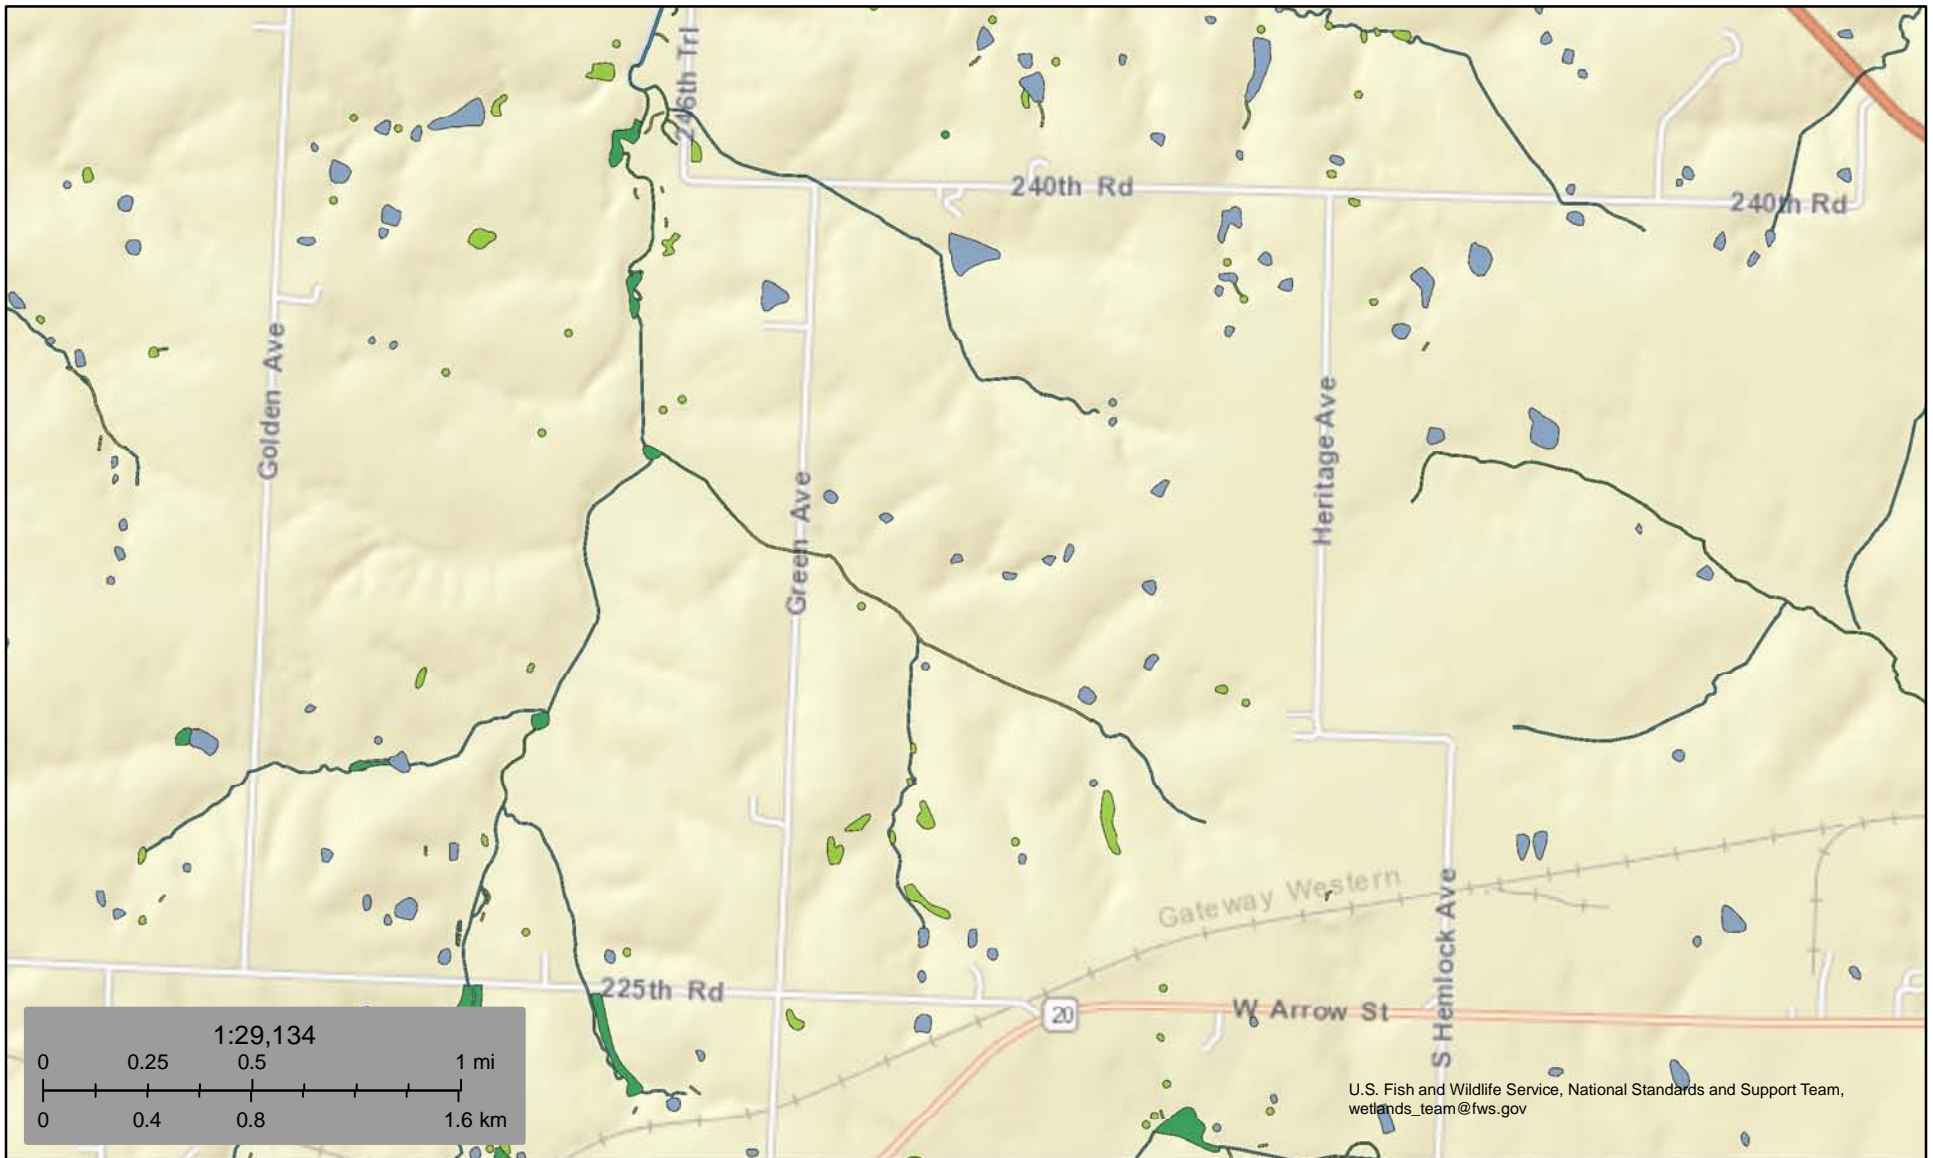 246th Trl
240th Rd
240th Rd
Golden Ave
Heritage Ave
Green Ave
Gateway Western
S Hemlock Ave
225th Rd
20
W Arrow St
1:29,134
0 0.25 0.5 1 mi
0 0.4 0.8 1.6 km
U.S. Fish and Wildlife Service, National Standards and Support Team,
wetlands_team@fws.gov